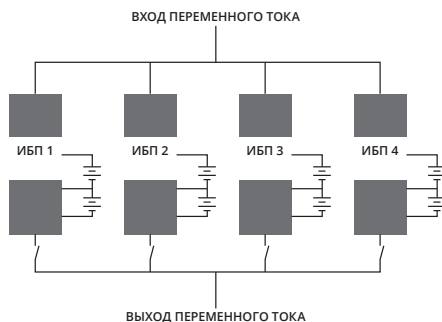 ВХОД ПЕРЕМЕННОГО ТОКА
ИБП 1 ИБП 2 ИБП 3 ИБП 4
ВЫХОД ПЕРЕМЕННОГО ТОКА